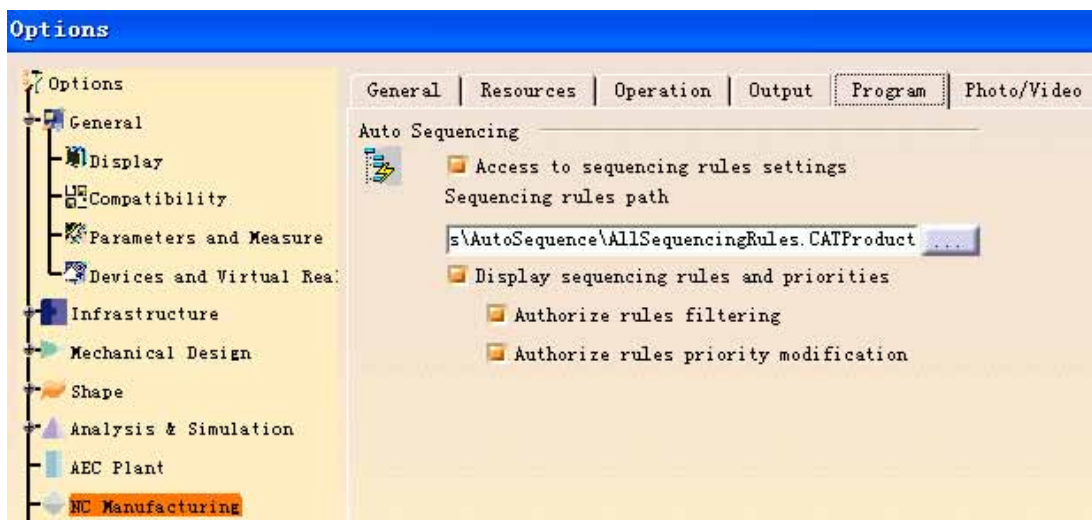 Options
Options
General
Display
Compatibility
Parameters and Measure
Devices and Virtual Rea
Infrastructure
Mechanical Design
Shape
Analysis & Simulation
AEC Plant
NC Manufacturing
General Resources Operation Output Program Photo/Video
Auto Sequencing
Access to sequencing rules settings
Sequencing rules path
s\AutoSequence\AllSequencingRules.CATProduct ...
Display sequencing rules and priorities
Authorize rules filtering
Authorize rules priority modification